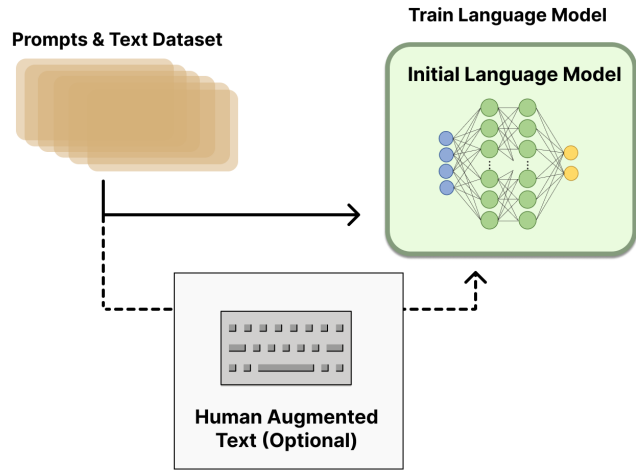 Train Language Model
Prompts & Text Dataset
Initial Language Model
Human Augmented
Text (Optional)